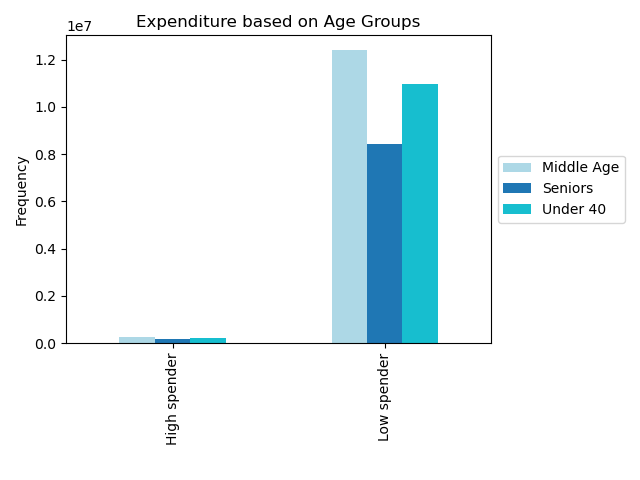 Expenditure based on Age Groups
1e7
1.2
1.0
0.8
0.6
0.4
0.2
0.0
Frequency
High spender
Low spender
Middle Age
Seniors
Under 40